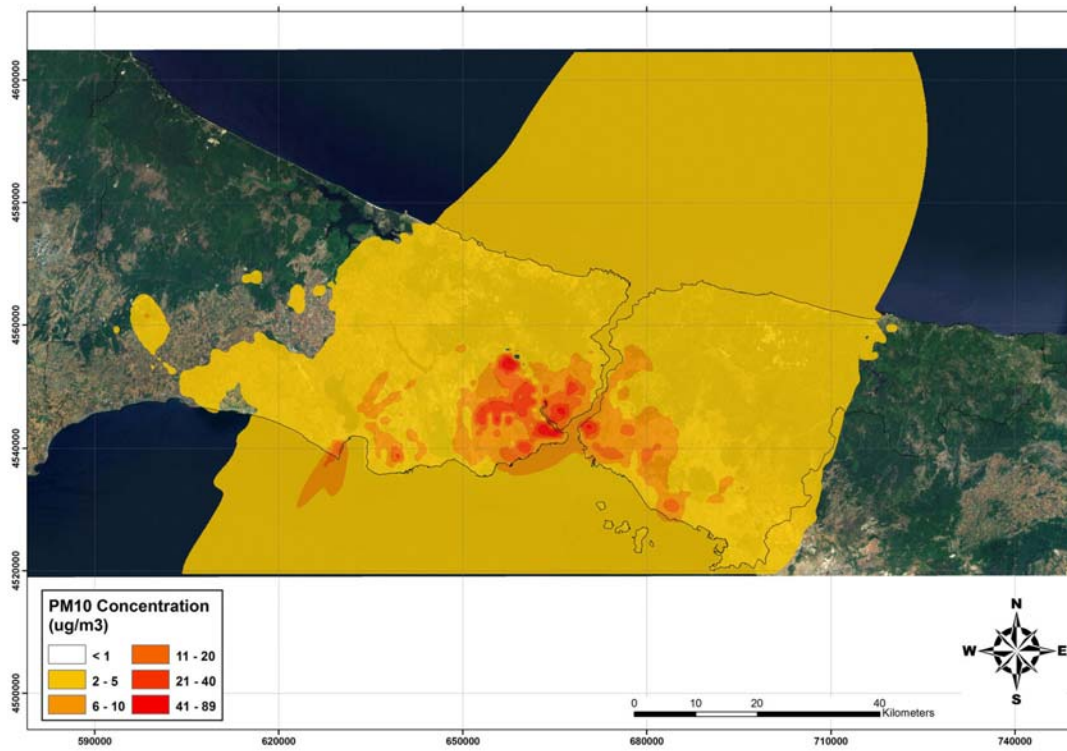 4600000
4580000
4560000
4540000
4520000
4500000
PM10 Concentration
(ug/m3)
< 1
11 - 20
2 - 5
21 - 40
6 - 10
41 - 89
N
W E
S
0 10 20 40
Kilometers
590000 620000 650000 680000 710000 740000